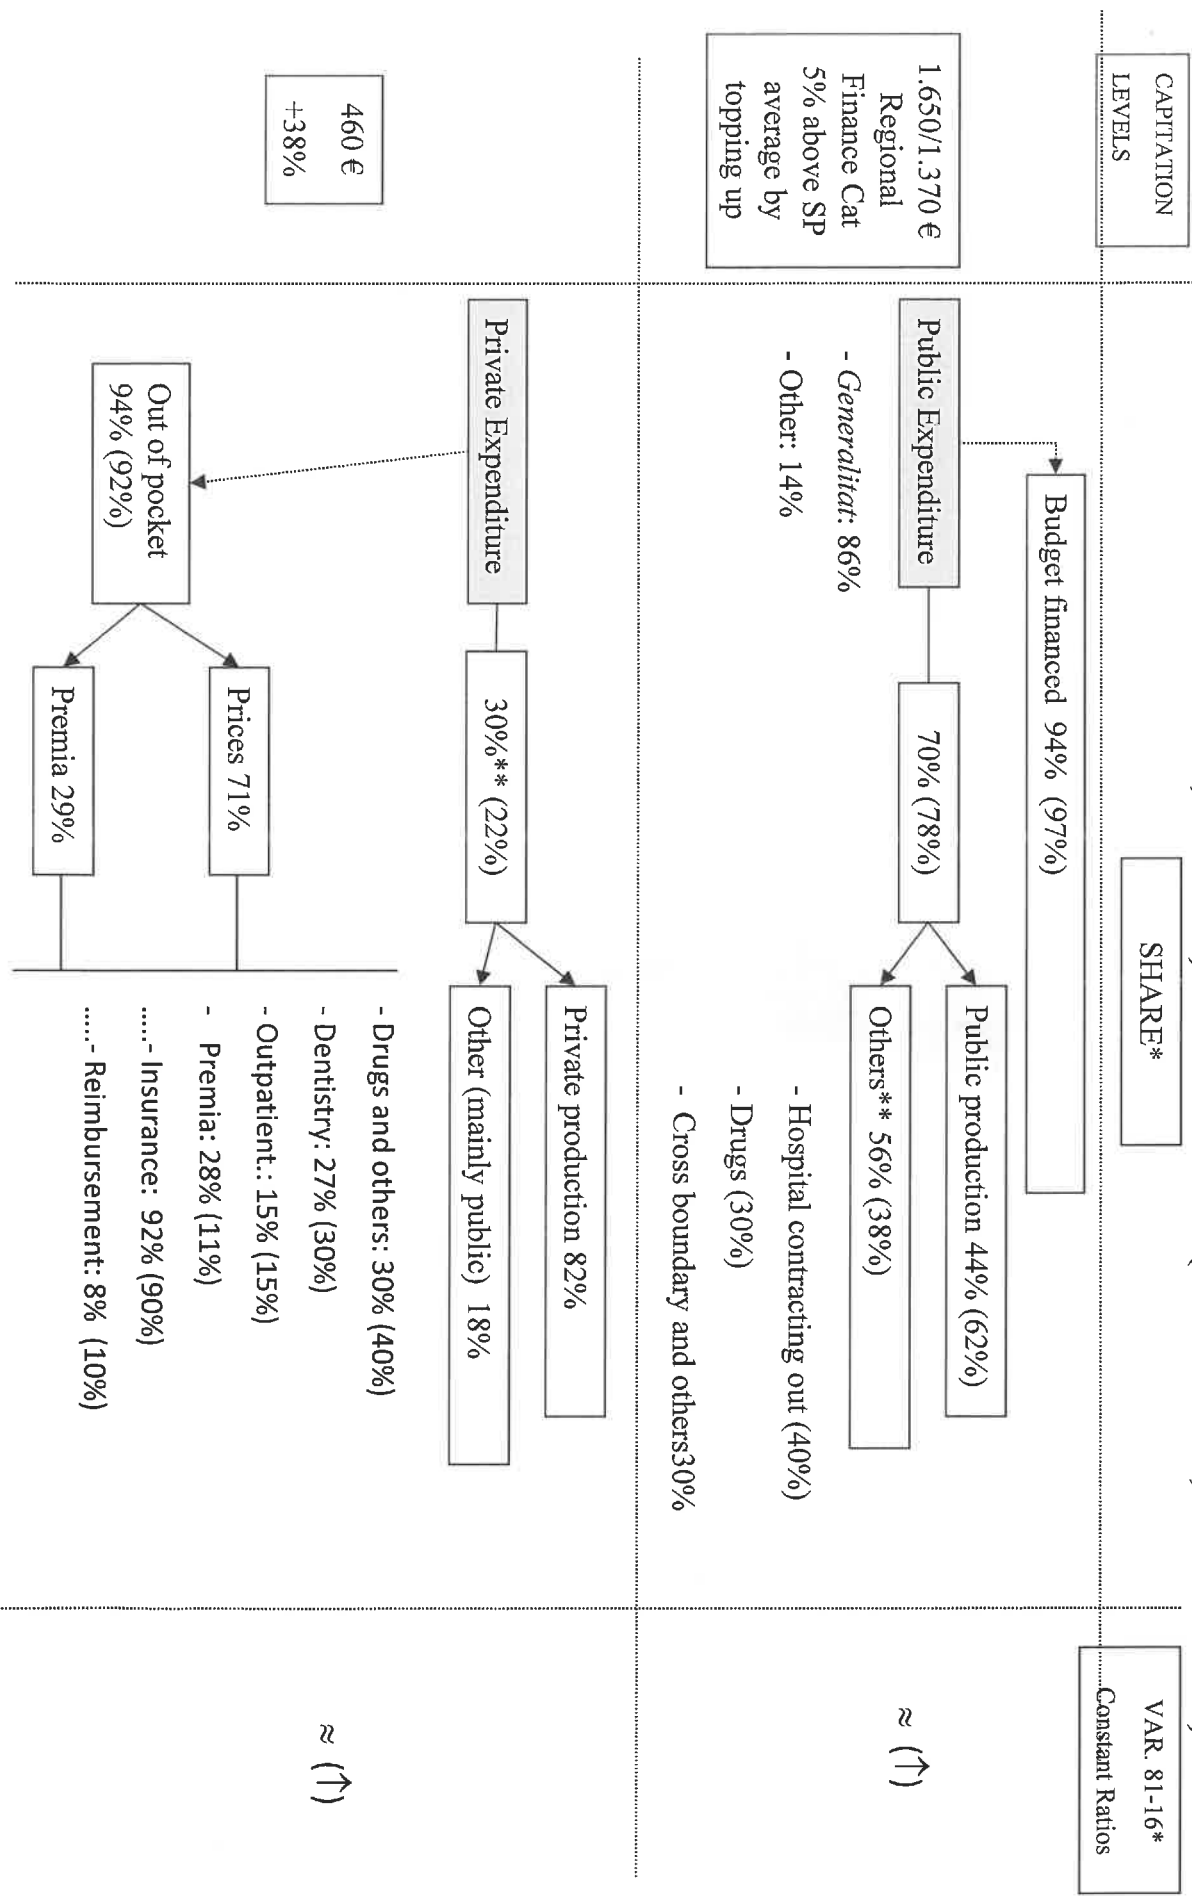 CAPITATION
LEVELS
SHARE*
VAR. 81-16*
Constant Ratios
1.650/1.370 €
Regional
Finance Cat
5% above SP
average by
topping up
Budget financed 94% (97%)
Public Expenditure
- Generalitat: 86%
- Other: 14%
70% (78%)
Public production 44% (62%)
Others** 56% (38%)
- Hospital contracting out (40%)
- Drugs (30%)
- Cross boundary and others30%
≈ (↑)
460 €
+38%
Private Expenditure
30%** (22%)
Private production 82%
Other (mainly public) 18%
Out of pocket
94% (92%)
Prices 71%
Premia 29%
- Drugs and others: 30% (40%)
- Dentistry: 27% (30%)
- Outpatient.: 15% (15%)
- Premia: 28% (11%)
.....- Insurance: 92% (90%)
.....- Reimbursement: 8% (10%)
≈ (↑)